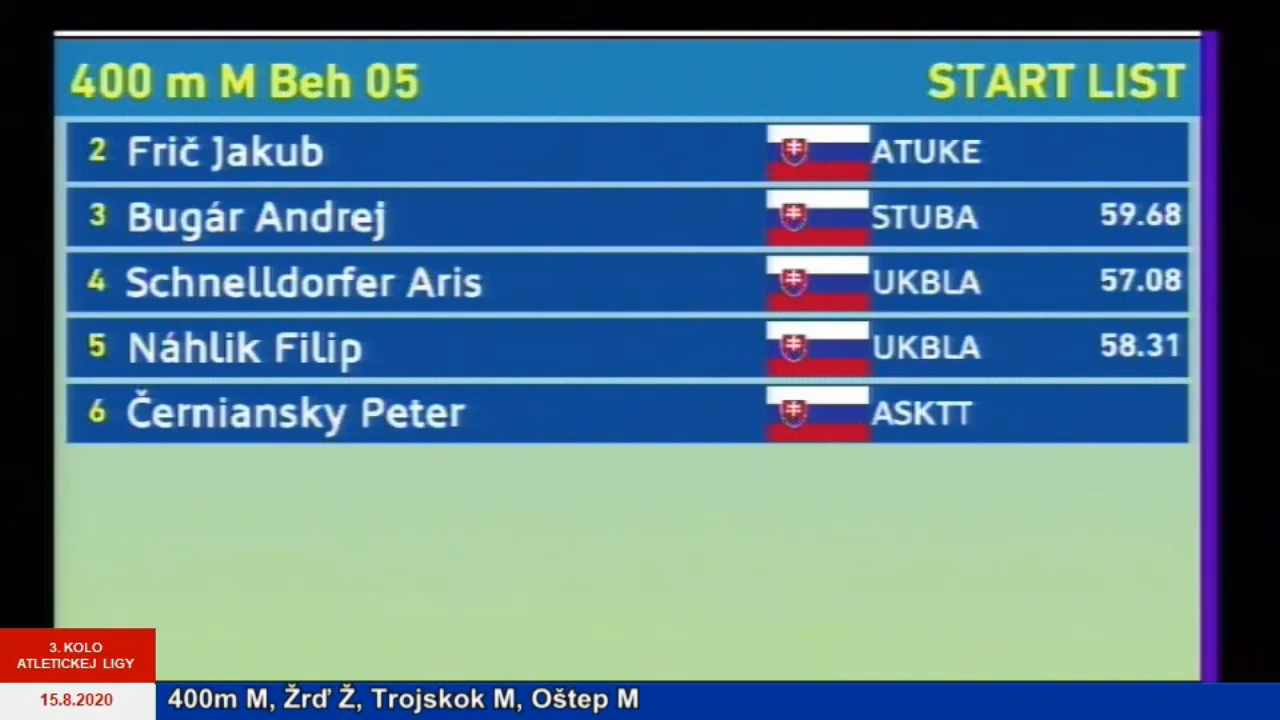 400 m M Beh 05 START LIST
2 Frič Jakub ATUKE
3 Bugár Andrej STUBA 59.68
4 Schnelldorfer Aris UKBLA 57.08
5 Náhlik Filip UKBLA 58.31
6 Černiansky Peter ASKTT
3. KOLO
ATLETICKEJ LIGY
15.8.2020 400m M, Žrď Ž, Trojskok M, Oštep M